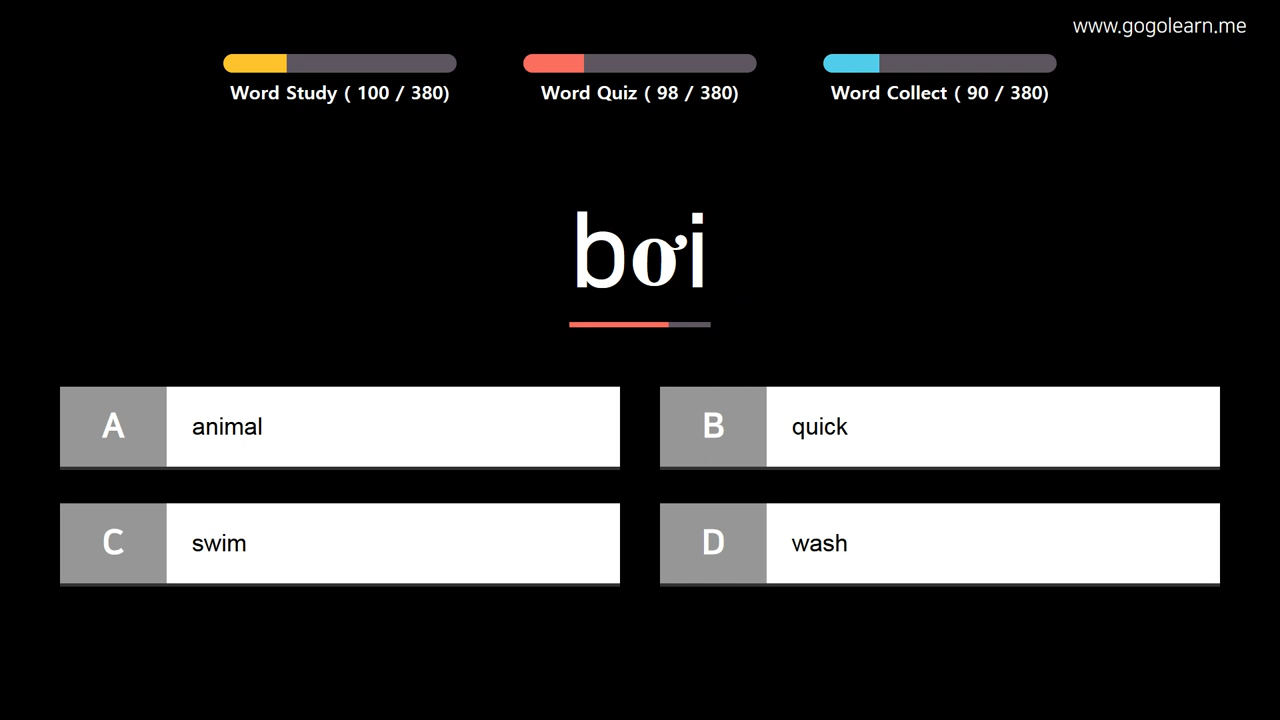 www.gogolearn.me
Word Study ( 100 / 380)
Word Quiz ( 98 / 380)
Word Collect ( 90 / 380)
bơi
A animal
B quick
C swim
D wash